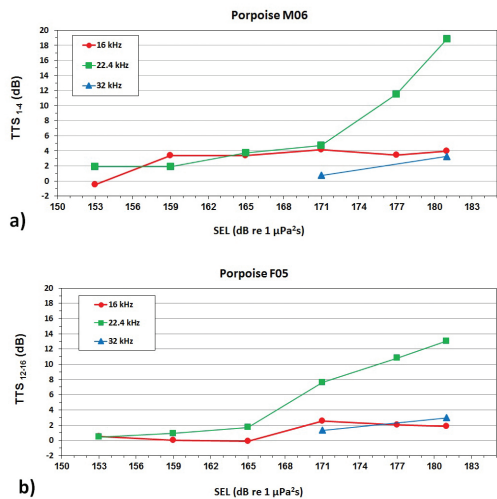 Porpoise M06
TTS 1-4 (dB)
20
18
16
14
12
10
8
6
4
2
0
-2
16 kHz
22.4 kHz
32 kHz
150 153 156 159 162 165 168 171 174 177 180 183
SEL (dB re 1 µPa²s)
a)
Porpoise F05
TTS 12-16 (dB)
20
18
16
14
12
10
8
6
4
2
0
-2
16 kHz
22.4 kHz
32 kHz
150 153 156 159 162 165 168 171 174 177 180 183
SEL (dB re 1 µPa²s)
b)